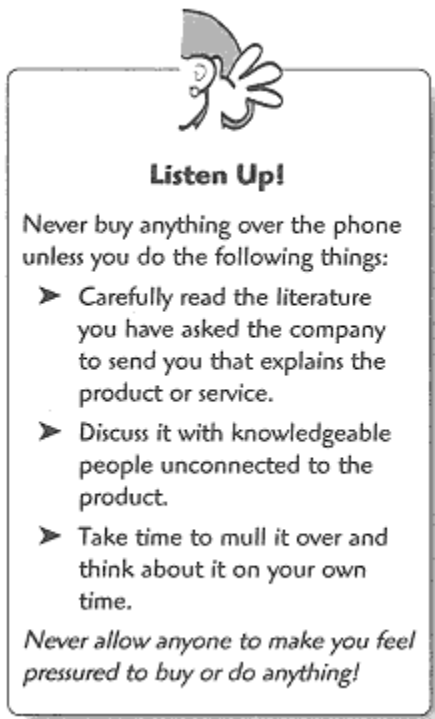 Listen Up!
Never buy anything over the phone
unless you do the following things:
➤ Carefully read the literature
you have asked the company
to send you that explains the
product or service.
➤ Discuss it with knowledgeable
people unconnected to the
product.
➤ Take time to mull it over and
think about it on your own
time.
Never allow anyone to make you feel
pressured to buy or do anything!